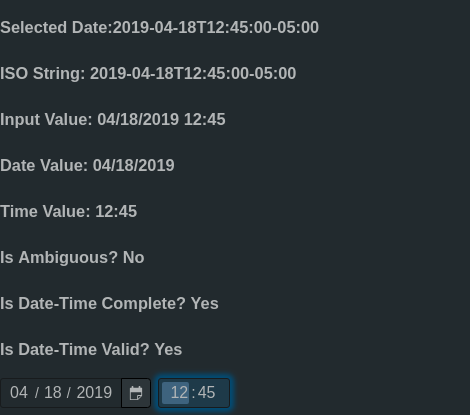 Selected Date:2019-04-18T12:45:00-05:00
ISO String: 2019-04-18T12:45:00-05:00
Input Value: 04/18/2019 12:45
Date Value: 04/18/2019
Time Value: 12:45
Is Ambiguous? No
Is Date-Time Complete? Yes
Is Date-Time Valid? Yes
04 / 18 / 2019 12:45